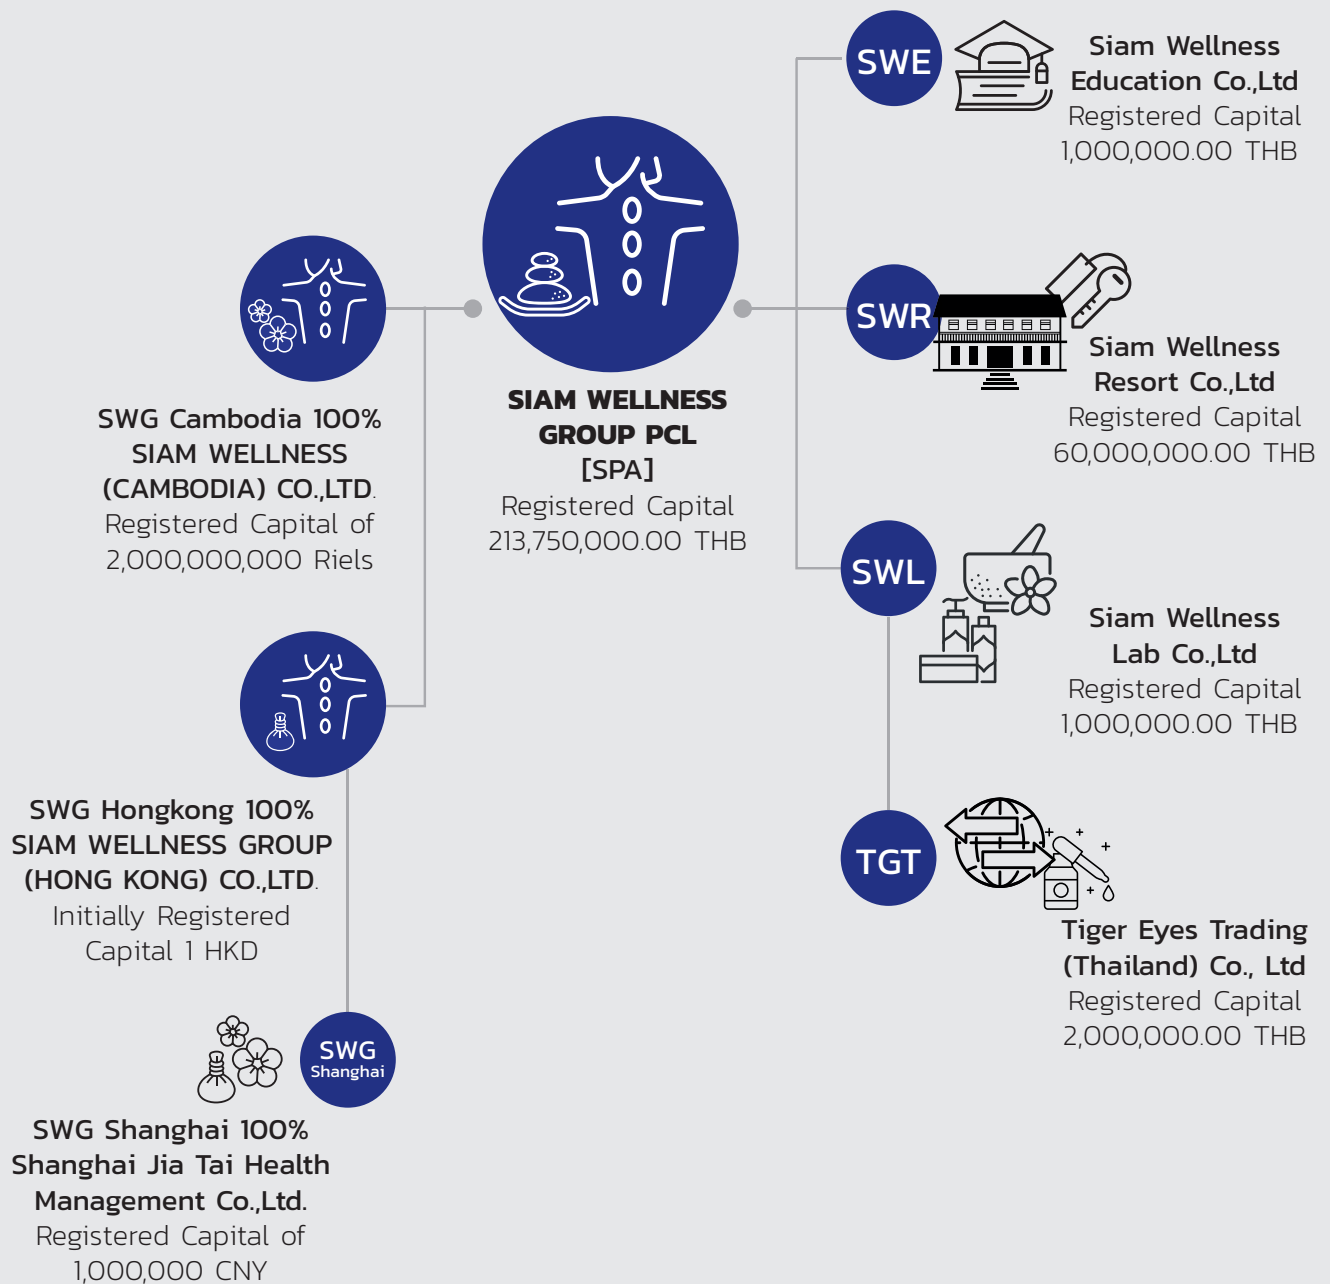 SWE
Siam Wellness
Education Co.,Ltd
Registered Capital
1,000,000.00 THB
SIAM WELLNESS
GROUP PCL
[SPA]
Registered Capital
213,750,000.00 THB
SWR
Siam Wellness
Resort Co.,Ltd
Registered Capital
60,000,000.00 THB
SWG Cambodia 100%
SIAM WELLNESS
(CAMBODIA) CO.,LTD.
Registered Capital of
2,000,000,000 Riels
SWL
Siam Wellness
Lab Co.,Ltd
Registered Capital
1,000,000.00 THB
SWG Hongkong 100%
SIAM WELLNESS GROUP
(HONG KONG) CO.,LTD.
Initially Registered
Capital 1 HKD
TGT
Tiger Eyes Trading
(Thailand) Co., Ltd
Registered Capital
2,000,000.00 THB
SWG
Shanghai
SWG Shanghai 100%
Shanghai Jia Tai Health
Management Co.,Ltd.
Registered Capital of
1,000,000 CNY